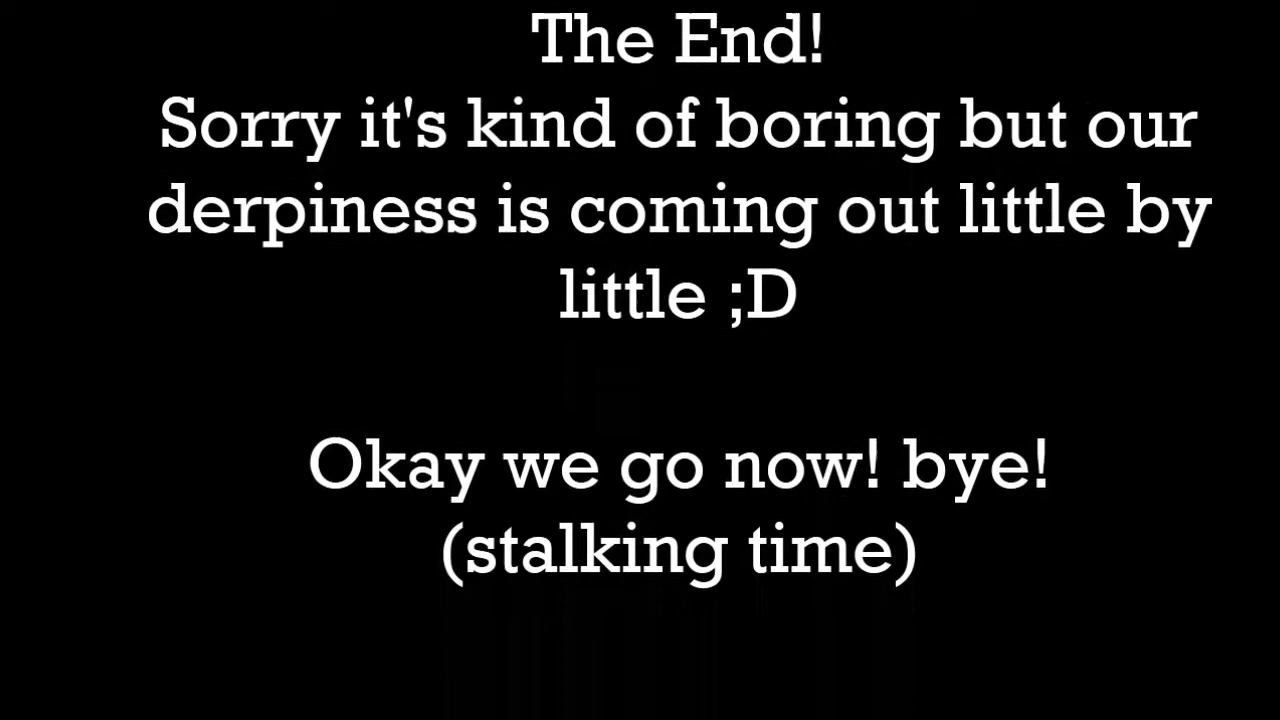 The End!
Sorry it's kind of boring but our
derpiness is coming out little by
little ;D
Okay we go now! bye!
(stalking time)